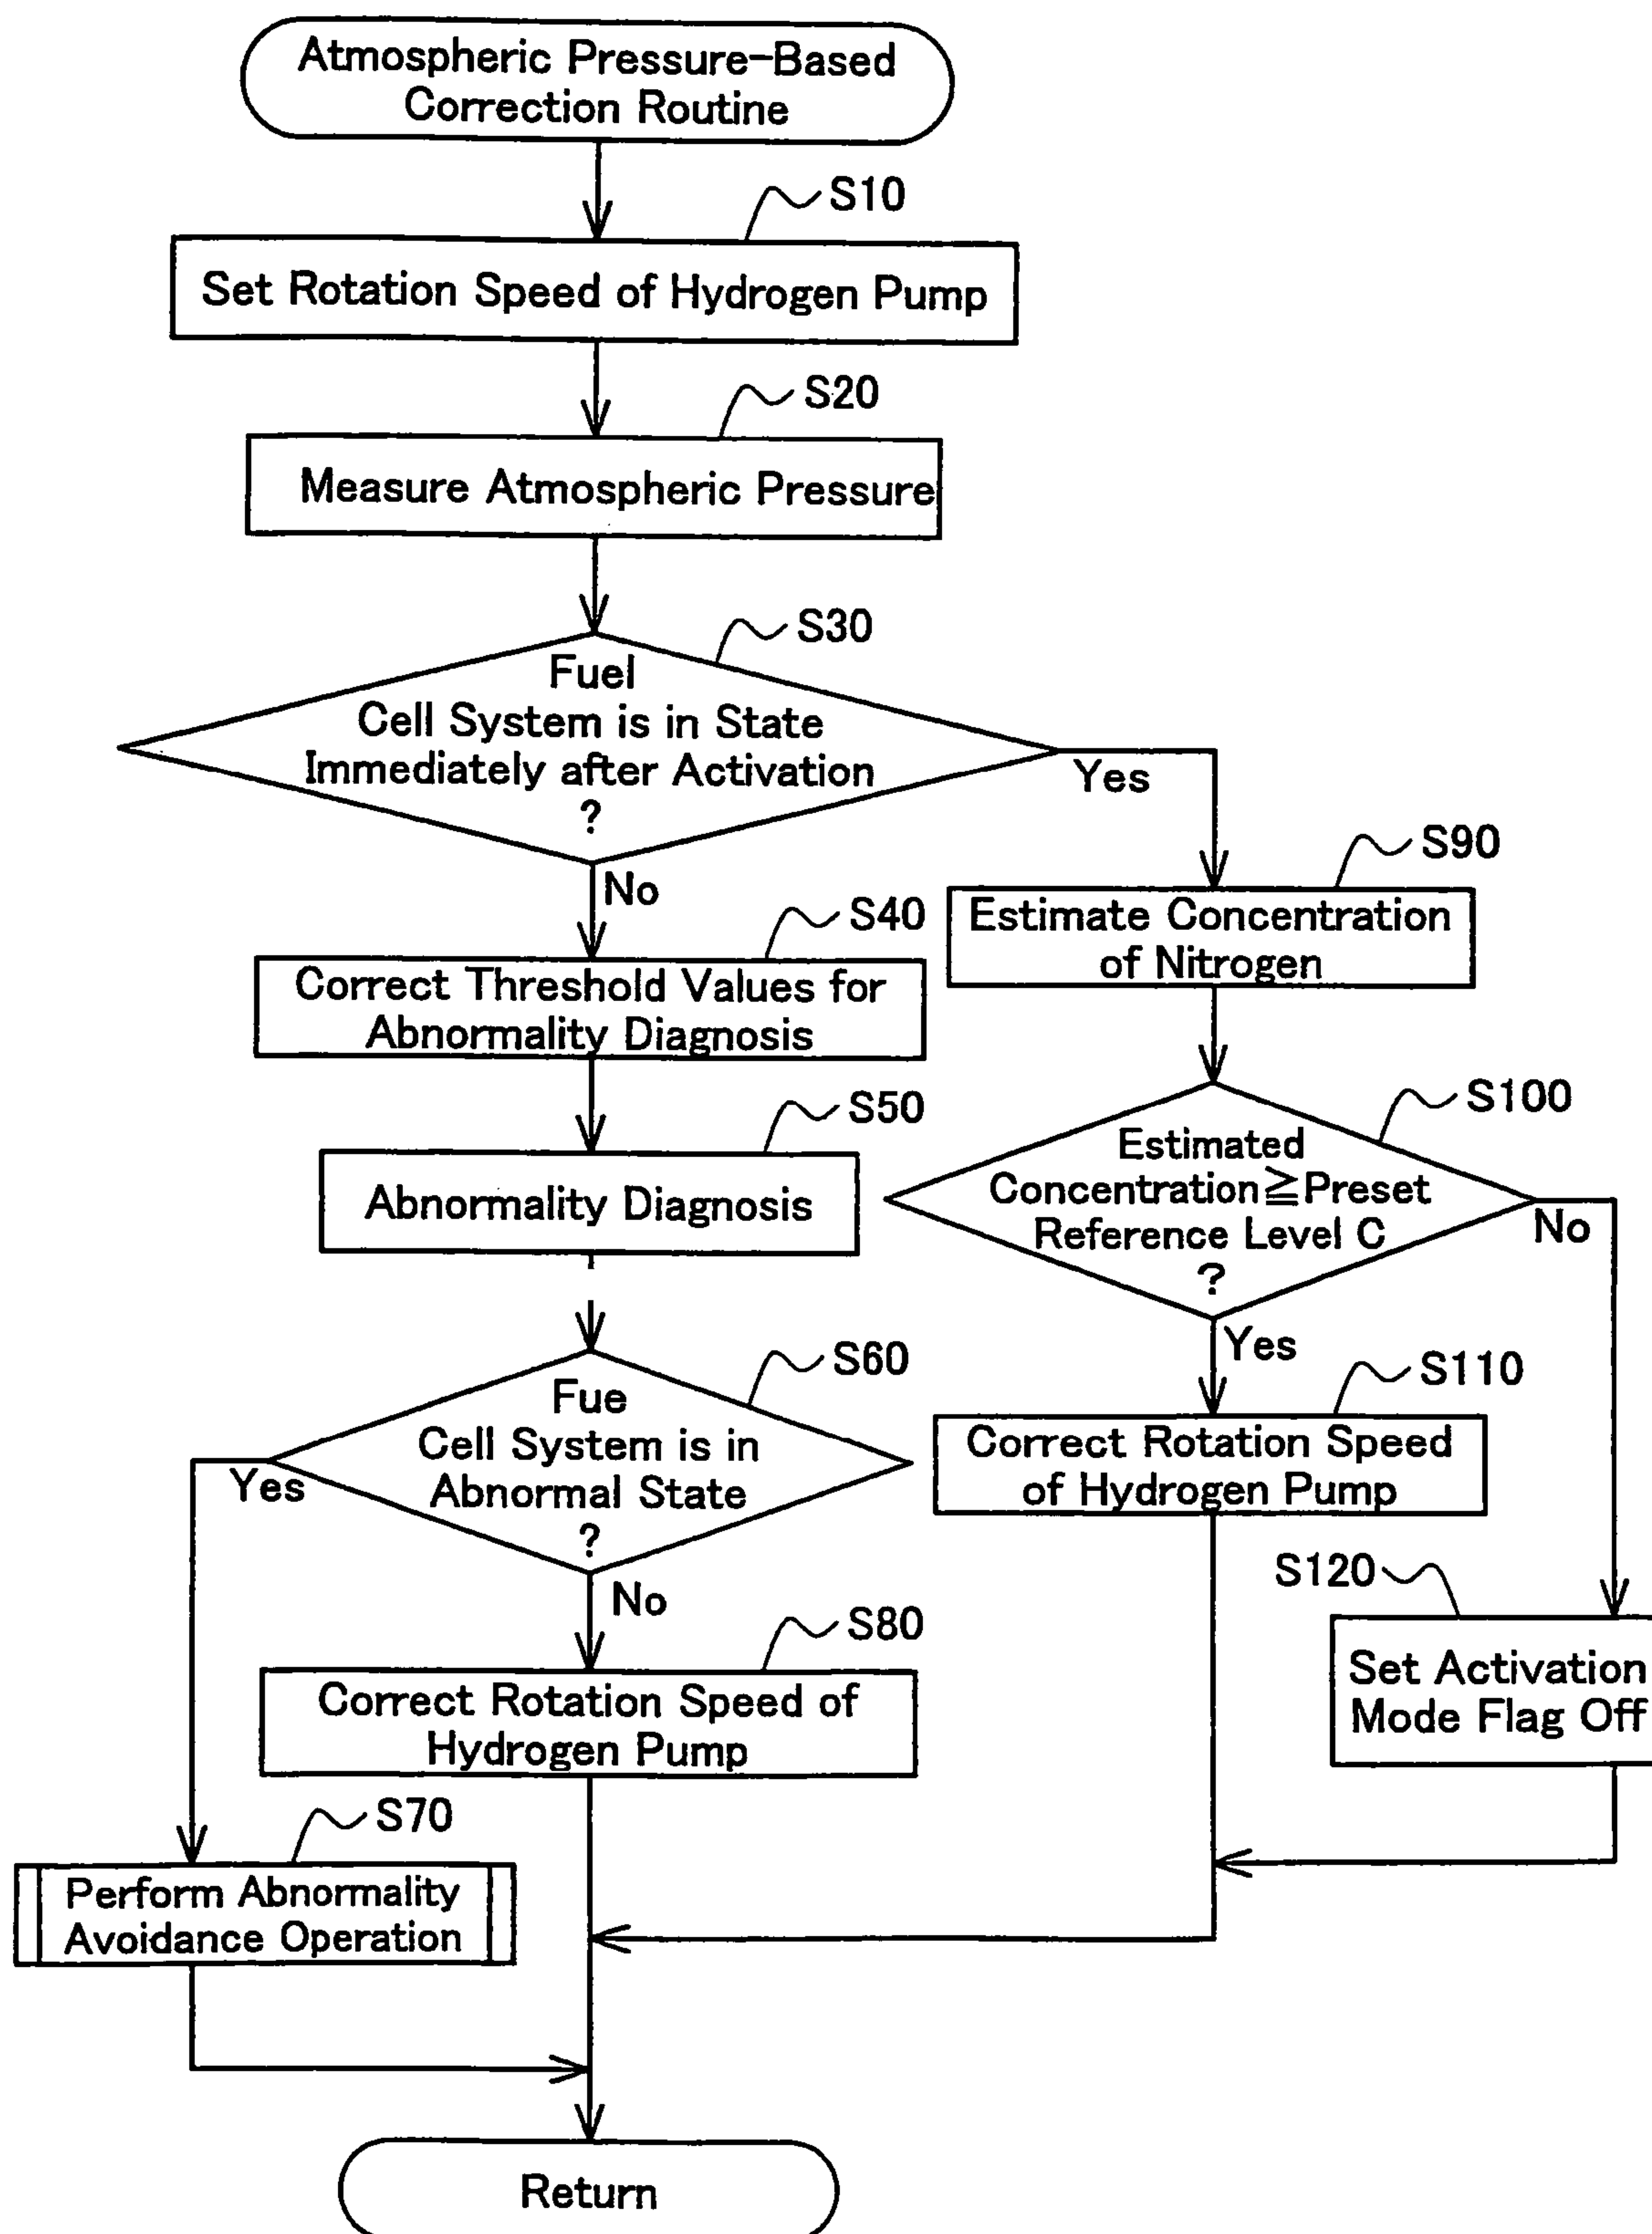 Atmospheric Pressure-Based
Correction Routine
S10
Set Rotation Speed of Hydrogen Pump
S20
Measure Atmospheric Pressure
S30
Fuel
Cell System is in State
Immediately after Activation
?
Yes
No
S40
Correct Threshold Values for
Abnormality Diagnosis
S50
Abnormality Diagnosis
S60
Fue
Cell System is in
Abnormal State
?
Yes
No
S80
Correct Rotation Speed of
Hydrogen Pump
S70
Perform Abnormality
Avoidance Operation
S90
Estimate Concentration
of Nitrogen
S100
Estimated
Concentration≧Preset
Reference Level C
?
No
Yes
S110
Correct Rotation Speed
of Hydrogen Pump
S120
Set Activation
Mode Flag Off
Return